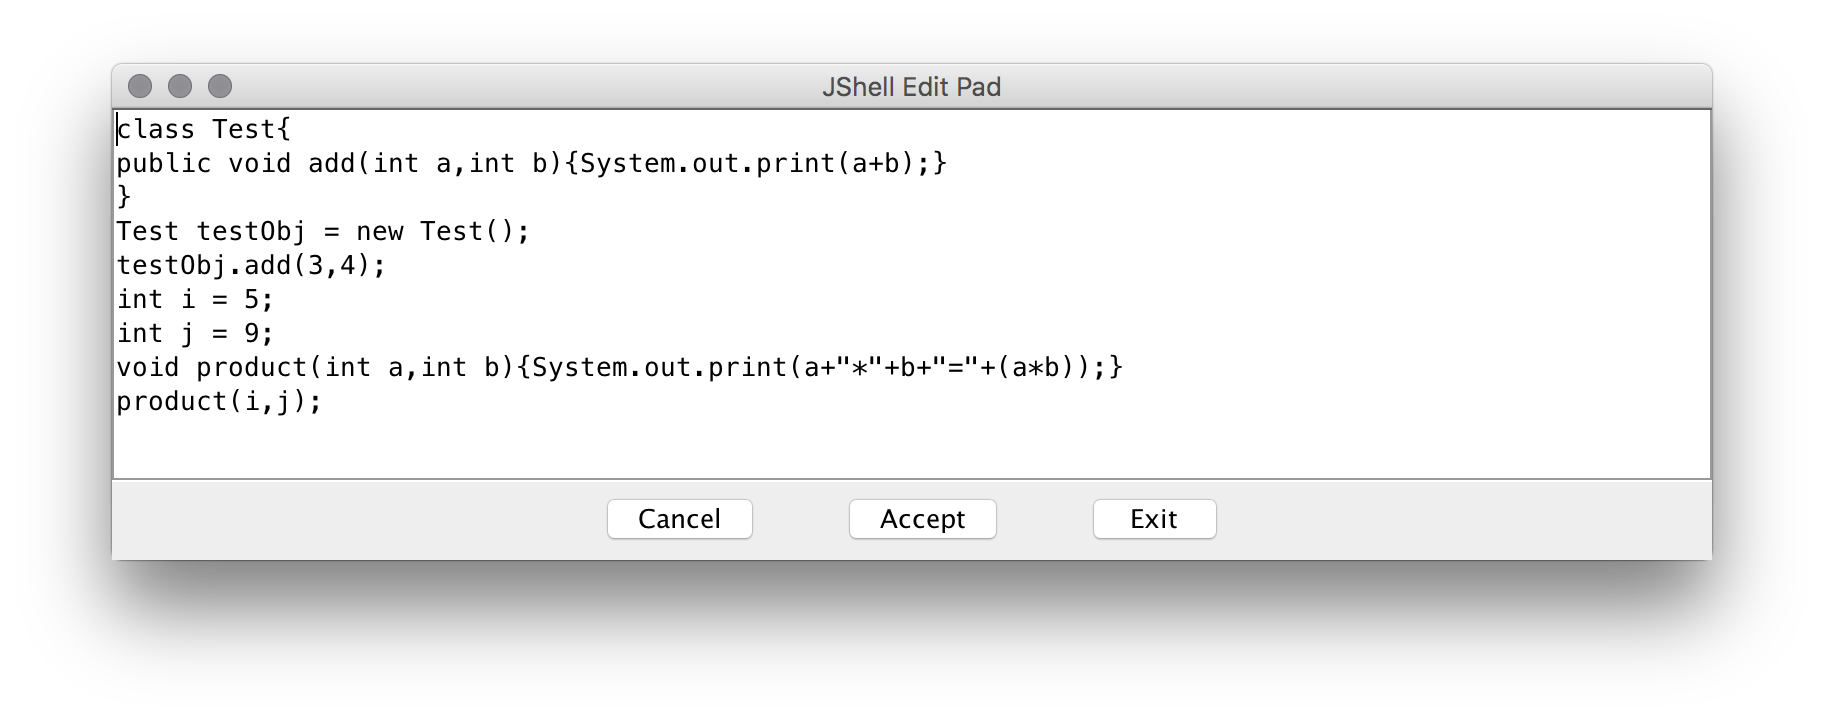 JShell Edit Pad
class Test{
public void add(int a,int b){System.out.print(a+b);}
}
Test testObj = new Test();
testObj.add(3,4);
int i = 5;
int j = 9;
void product(int a,int b){System.out.print(a+"*"+b+"="+(a*b));}
product(i,j);
Cancel Accept Exit